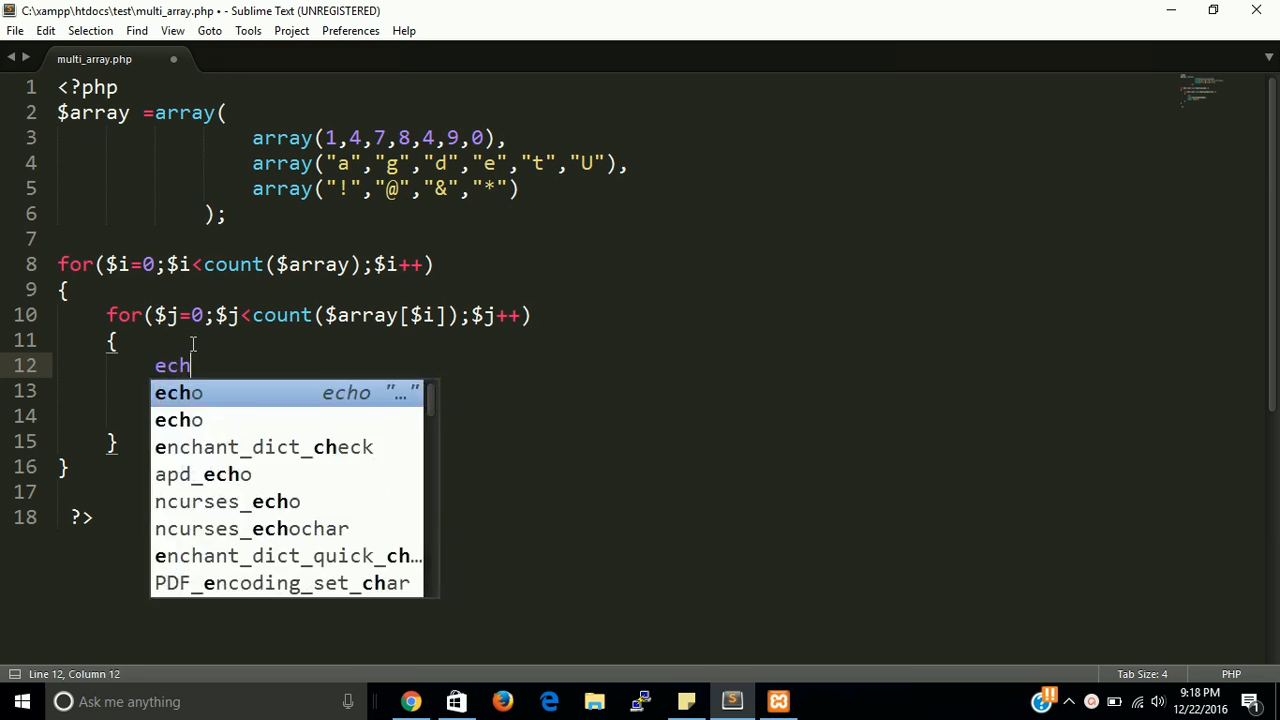 C:\xampp\htdocs\test\multi_array.php • - Sublime Text (UNREGISTERED)
File Edit Selection Find View Goto Tools Project Preferences Help
multi_array.php
1 <?php
2 $array =array(
3 array(1,4,7,8,4,9,0),
4 array("a","g","d","e","t","U"),
5 array("!","@","&","*")
6 );
7
8 for($i=0;$i<count($array);$i++)
9 {
10 for($j=0;$j<count($array[$i]);$j++)
11 {
12 ech
13 echo echo "…"
14 echo
15 } enchant_dict_check
16 } apd_echo
17 ncurses_echo
18 ?> ncurses_echochar
enchant_dict_quick_ch…
PDF_encoding_set_char
Line 12, Column 12 Tab Size: 4 PHP
Ask me anything
9:18 PM
12/22/2016
1